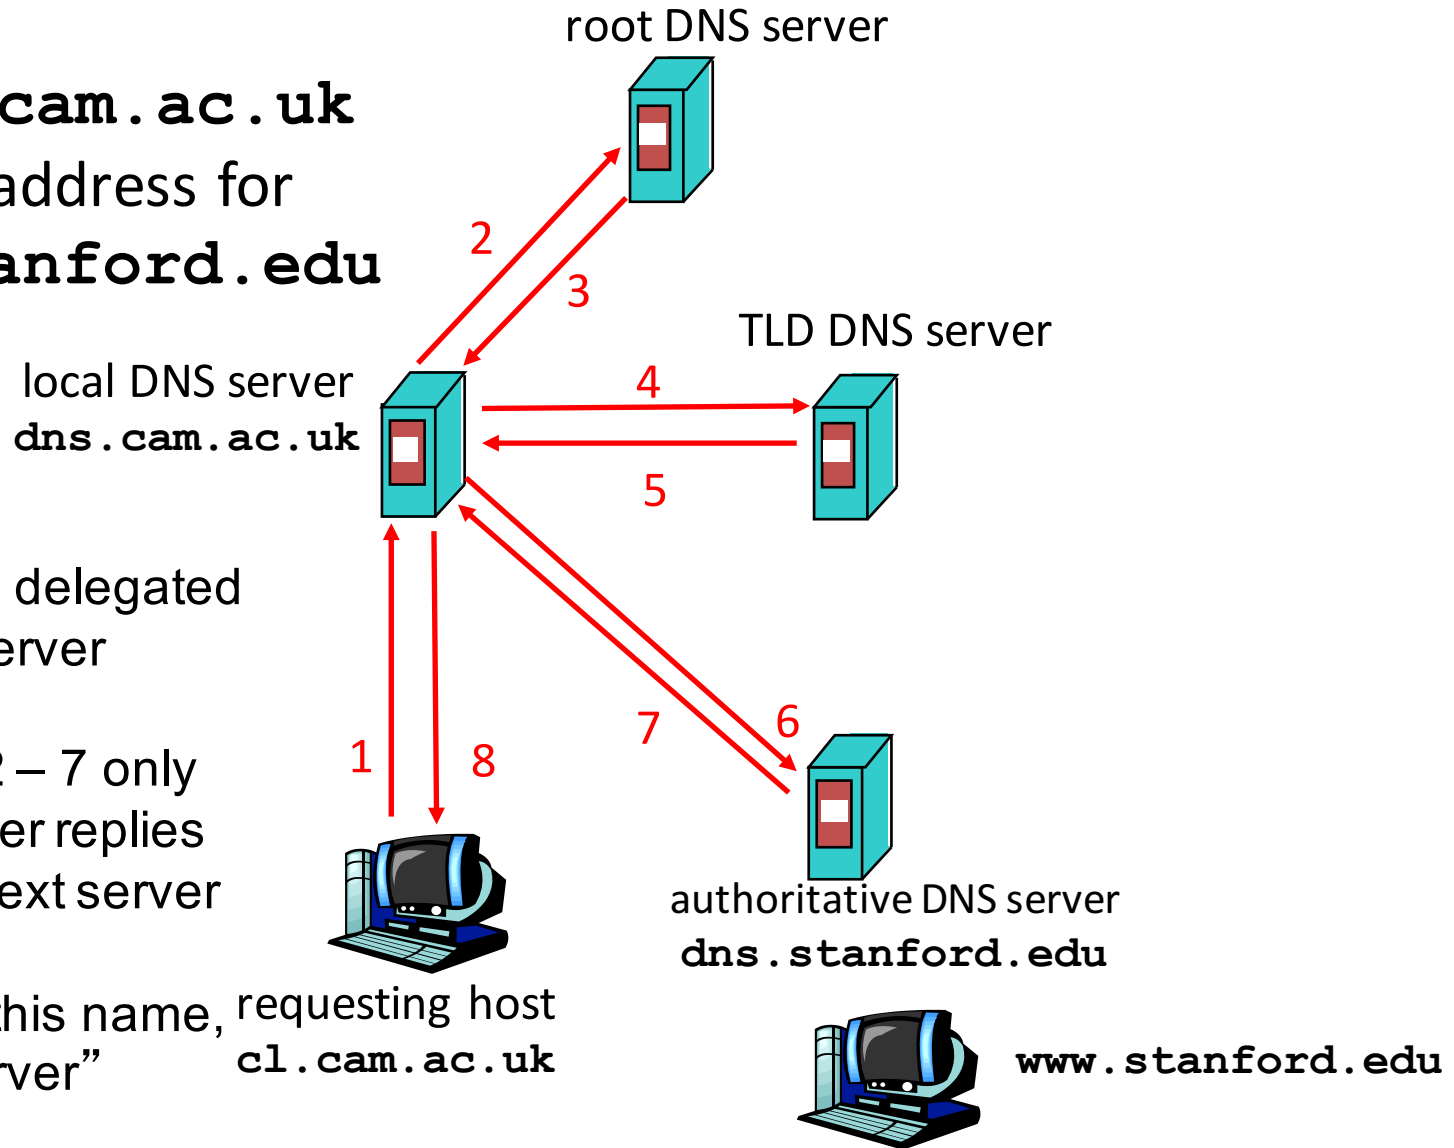 root DNS server
cam.ac.uk
address for
anford.edu
2
3
TLD DNS server
local DNS server
dns.cam.ac.uk
4
5
delegated
erver
– 7 only
er replies
ext server
1
8
7
6
authoritative DNS server
dns.stanford.edu
this name,
rver”
requesting host
cl.cam.ac.uk
www.stanford.edu